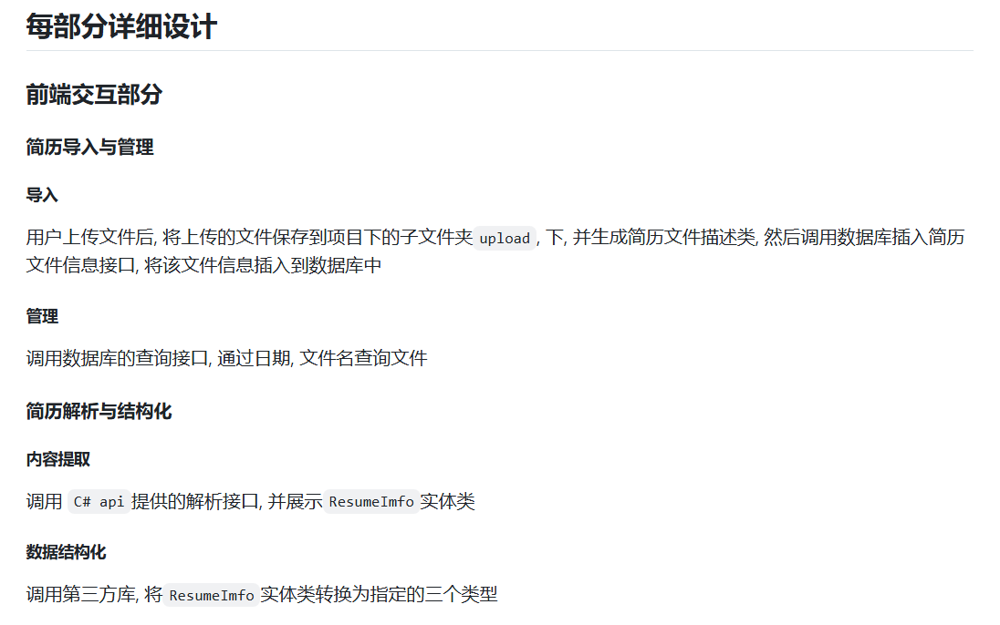 每部分详细设计
前端交互部分
简历导入与管理
导入
用户上传文件后, 将上传的文件保存到项目下的子文件夹 upload , 下, 并生成简历文件描述类, 然后调用数据库插入简历
文件信息接口, 将该文件信息插入到数据库中
管理
调用数据库的查询接口, 通过日期, 文件名查询文件
简历解析与结构化
内容提取
调用 C# api 提供的解析接口, 并展示 ResumeImfo 实体类
数据结构化
调用第三方库, 将 ResumeImfo 实体类转换为指定的三个类型